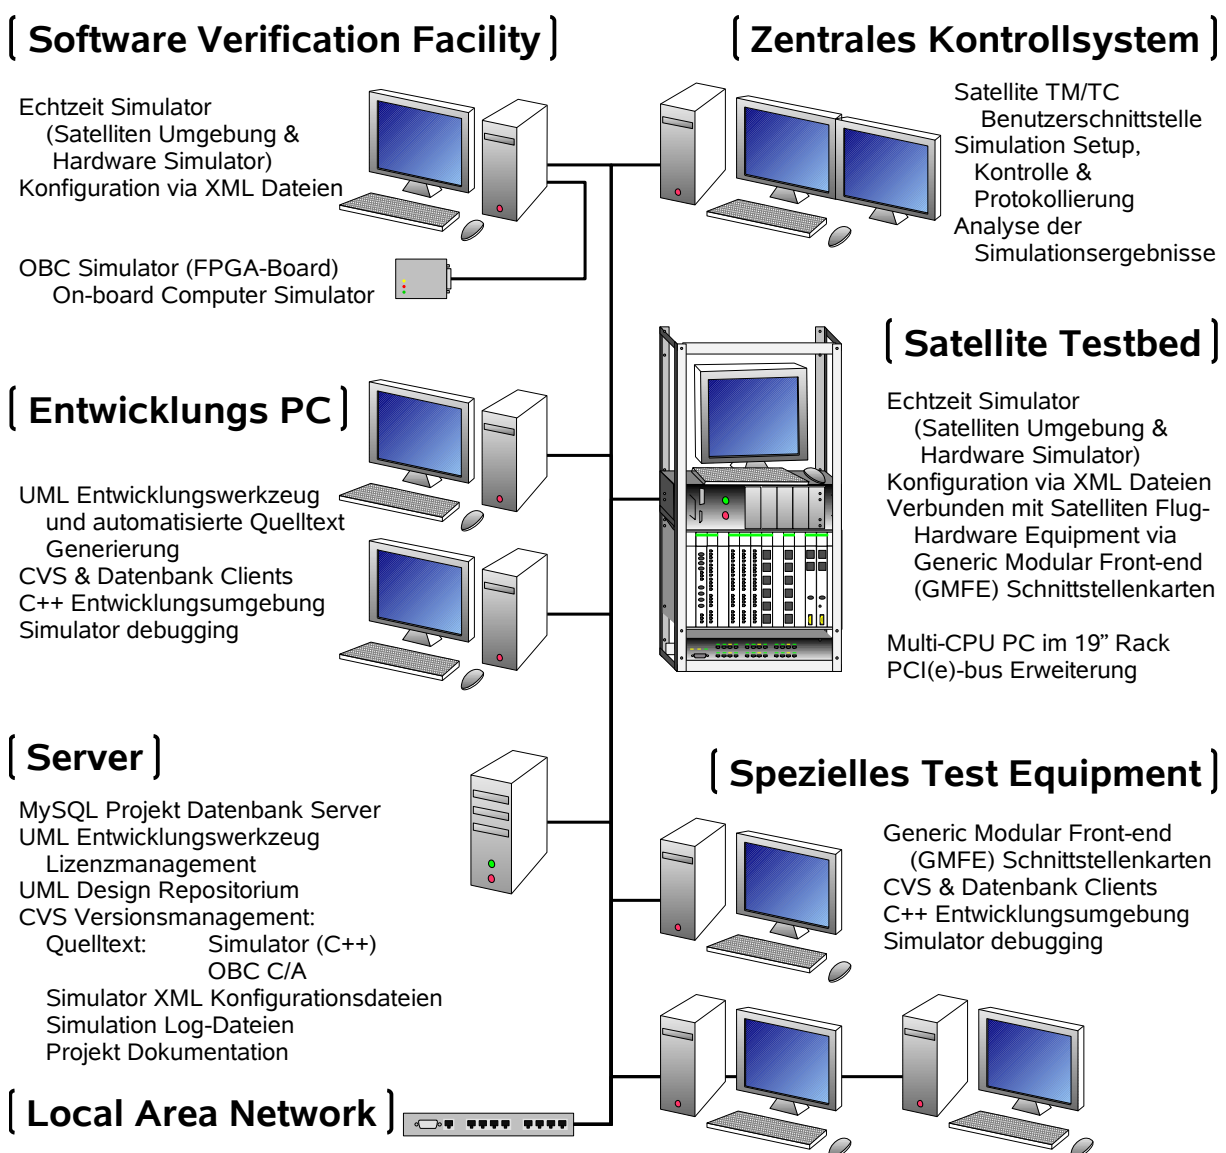 Software Verification Facility
Echtzeit Simulator
(Satelliten Umgebung &
Hardware Simulator)
Konfiguration via XML Dateien
OBC Simulator (FPGA-Board)
On-board Computer Simulator
Zentrales Kontrollsystem
Satellite TM/TC
Benutzerschnittstelle
Simulation Setup,
Kontrolle &
Protokollierung
Analyse der
Simulationsergebnisse
Entwicklungs PC
UML Entwicklungswerkzeug
und automatisierte Quelltext
Generierung
CVS & Datenbank Clients
C++ Entwicklungsumgebung
Simulator debugging
Satellite Testbed
Echtzeit Simulator
(Satelliten Umgebung &
Hardware Simulator)
Konfiguration via XML Dateien
Verbunden mit Satelliten Flug-
Hardware Equipment via
Generic Modular Front-end
(GMFE) Schnittstellenkarten
Multi-CPU PC im 19” Rack
PCI(e)-bus Erweiterung
Server
MySQL Projekt Datenbank Server
UML Entwicklungswerkzeug
Lizenzmanagement
UML Design Repositorium
CVS Versionsmanagement:
Quelltext: Simulator (C++)
OBC C/A
Simulator XML Konfigurationsdateien
Simulation Log-Dateien
Projekt Dokumentation
Spezielles Test Equipment
Generic Modular Front-end
(GMFE) Schnittstellenkarten
CVS & Datenbank Clients
C++ Entwicklungsumgebung
Simulator debugging
Local Area Network